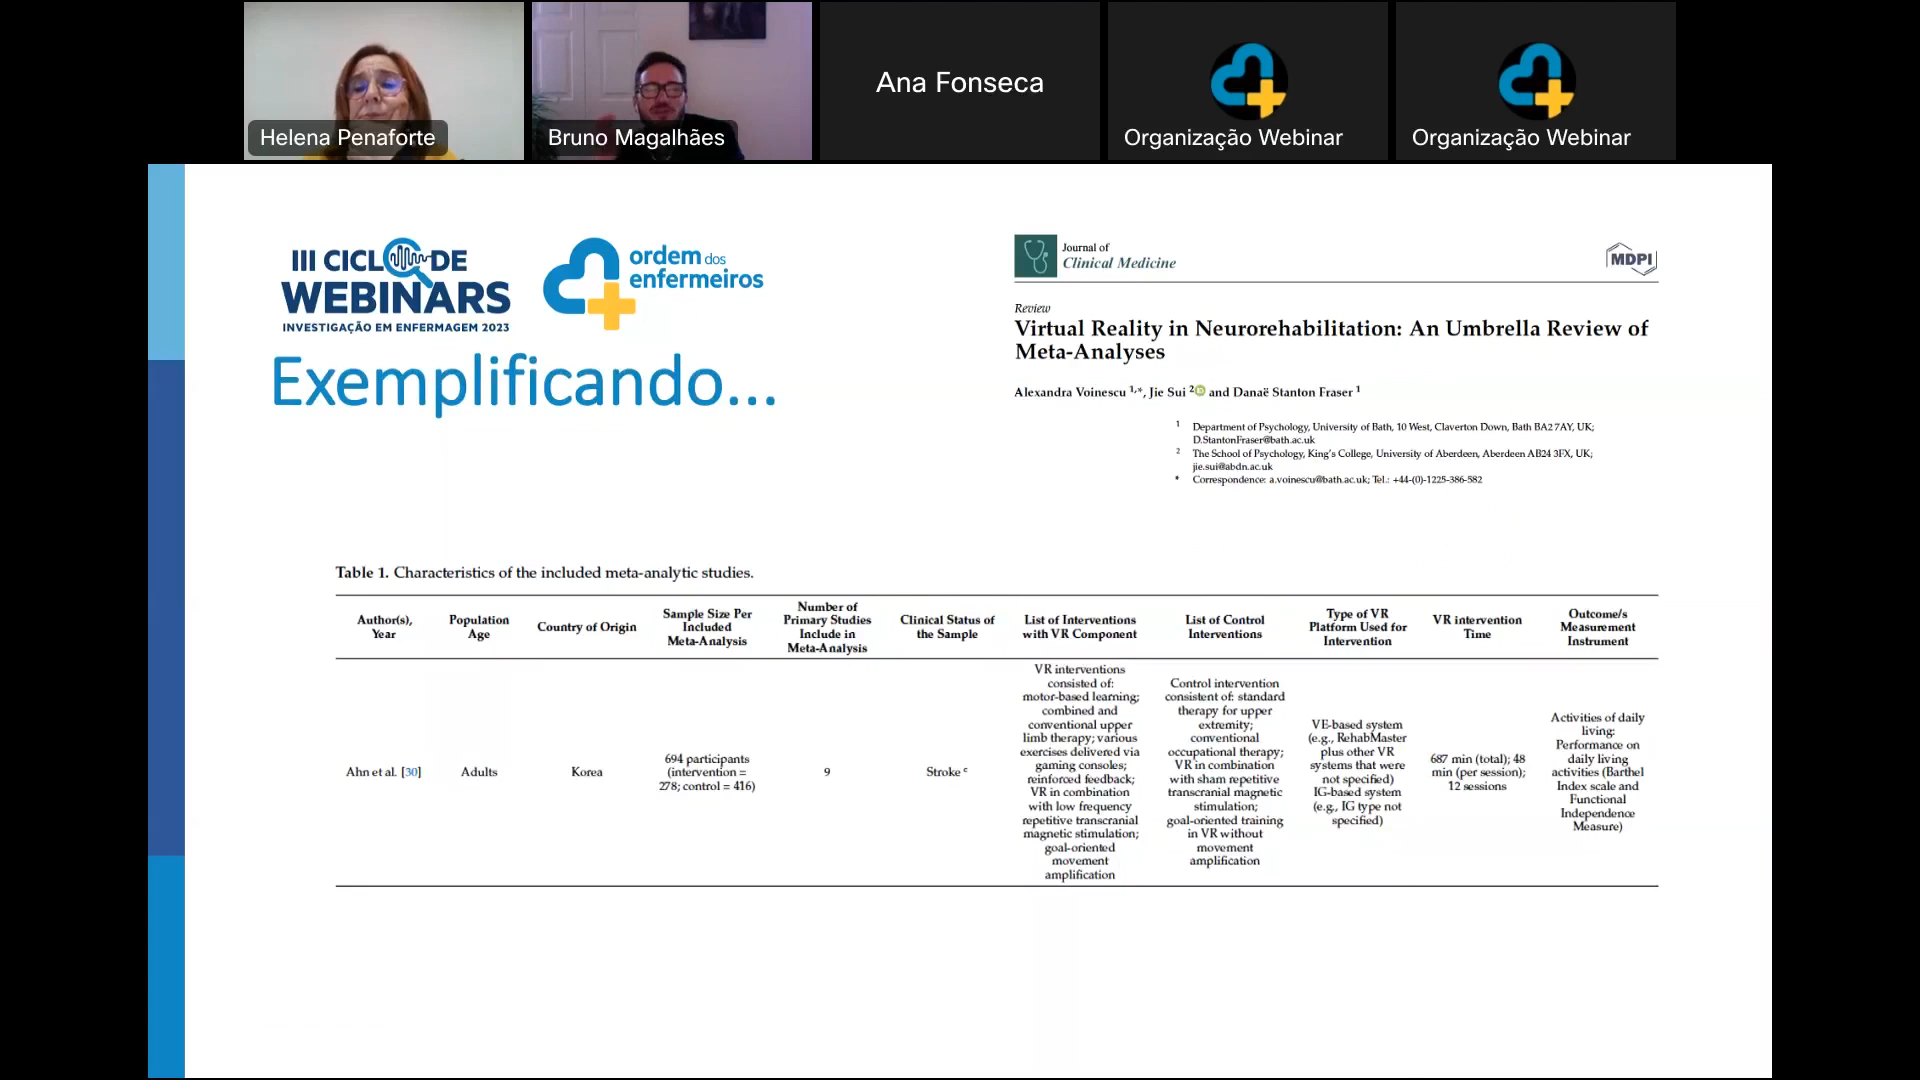 Helena Penaforte
Bruno Magalhães
Ana Fonseca
Organização Webinar
Organização Webinar
III CICLO DE
WEBINARS
INVESTIGAÇÃO EM ENFERMAGEM 2023
ordem dos
enfermeiros
Exemplificando...
Journal of
Clinical Medicine
MDPI
Review
Virtual Reality in Neurorehabilitation: An Umbrella Review of
Meta-Analyses
Alexandra Voinescu 1,*, Jie Sui 2 and Danaë Stanton Fraser 1
1 Department of Psychology, University of Bath, 10 West, Claverton Down, Bath BA2 7AY, UK;
D.StantonFraser@bath.ac.uk
2 The School of Psychology, King's College, University of Aberdeen, Aberdeen AB24 3FX, UK;
jie.sui@abdn.ac.uk
* Correspondence: a.voinescu@bath.ac.uk; Tel.: +44-(0)-1225-386-582
Table 1. Characteristics of the included meta-analytic studies.
Author(s),
Year
Population
Age
Country of Origin
Sample Size Per
Included
Meta-Analysis
Number of
Primary Studies
Include in
Meta-Analysis
Clinical Status of
the Sample
List of Interventions
with VR Component
List of Control
Interventions
Type of VR
Platform Used for
Intervention
VR intervention
Time
Outcome/s
Measurement
Instrument
Ahn et al. [30]
Adults
Korea
694 participants
(intervention =
278; control = 416)
9
Stroke c
VR interventions
consisted of:
motor-based learning;
combined and
conventional upper
limb therapy; various
exercises delivered via
gaming consoles;
reinforced feedback;
VR in combination
with low frequency
repetitive transcranial
magnetic stimulation;
goal-oriented
movement
amplification
Control intervention
consistent of: standard
therapy for upper
extremity;
conventional
occupational therapy;
VR in combination
with sham repetitive
transcranial magnetic
stimulation;
goal-oriented training
in VR without
movement
amplification
VE-based system
(e.g., RehabMaster
plus other VR
systems that were
not specified)
IG-based system
(e.g., IG type not
specified)
687 min (total); 48
min (per session);
12 sessions
Activities of daily
living:
Performance on
daily living
activities (Barthel
Index scale and
Functional
Independence
Measure)